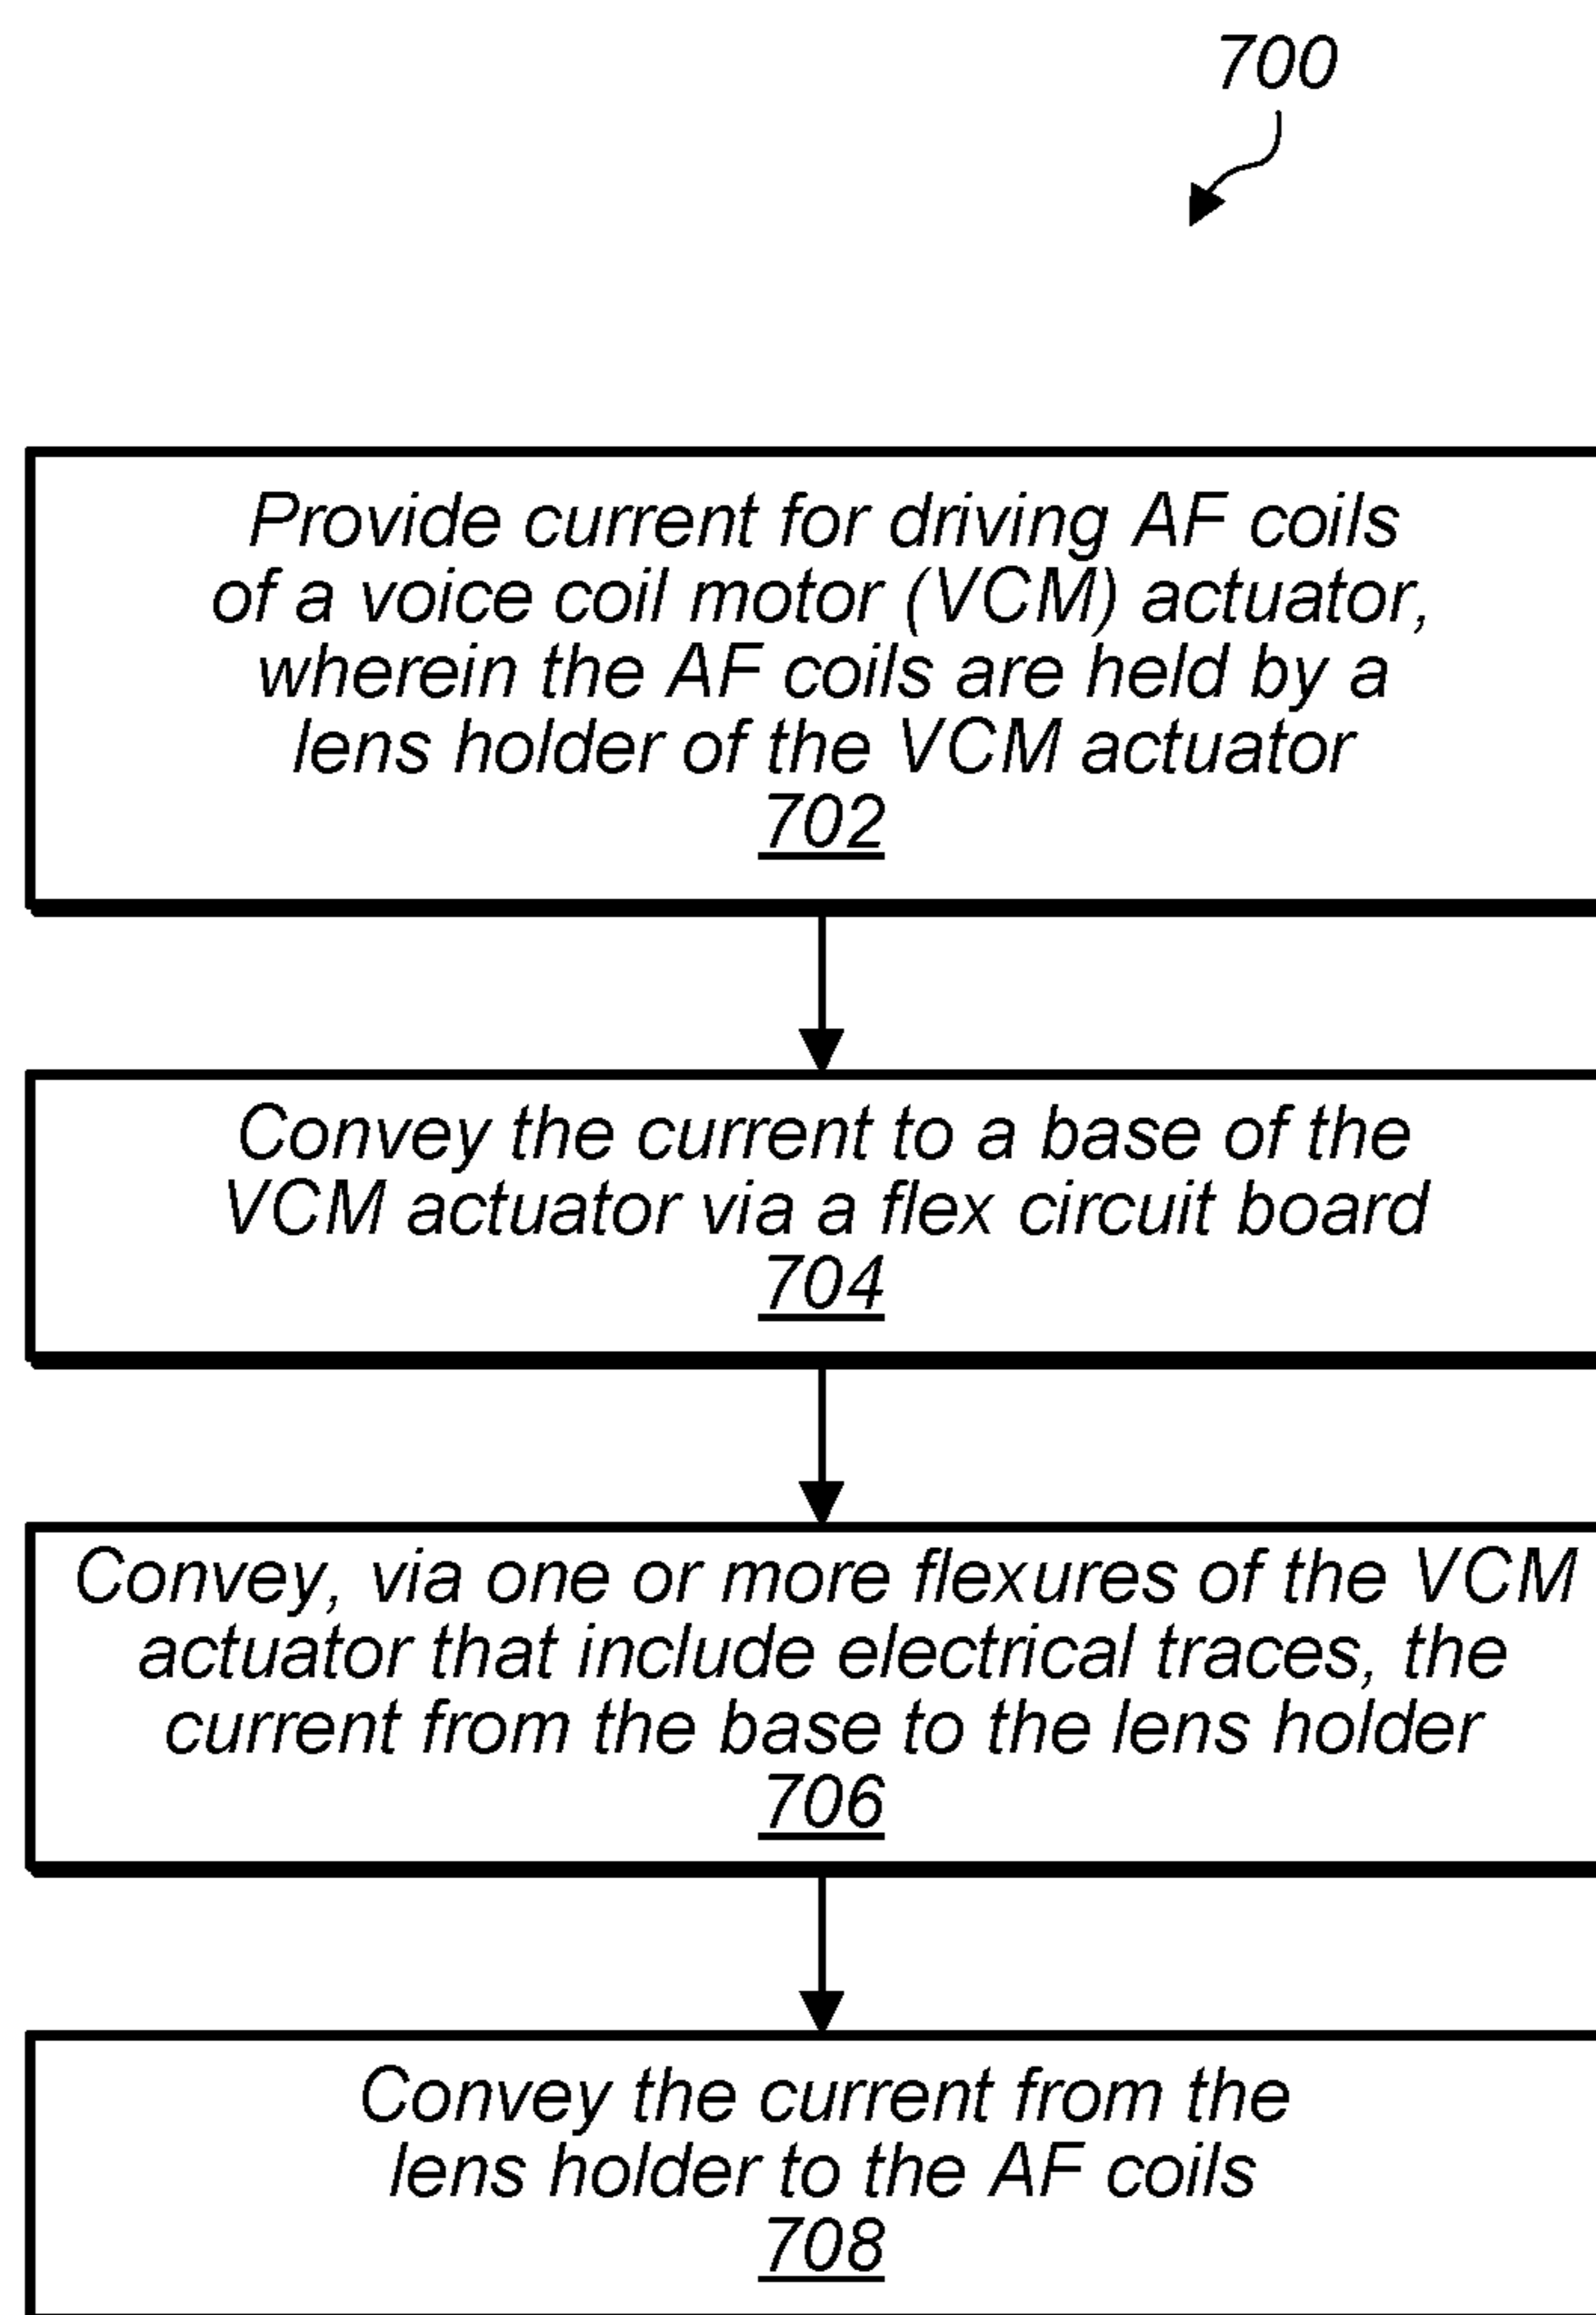 700
Provide current for driving AF coils
of a voice coil motor (VCM) actuator,
wherein the AF coils are held by a
lens holder of the VCM actuator
702
Convey the current to a base of the
VCM actuator via a flex circuit board
704
Convey, via one or more flexures of the VCM
actuator that include electrical traces, the
current from the base to the lens holder
706
Convey the current from the
lens holder to the AF coils
708